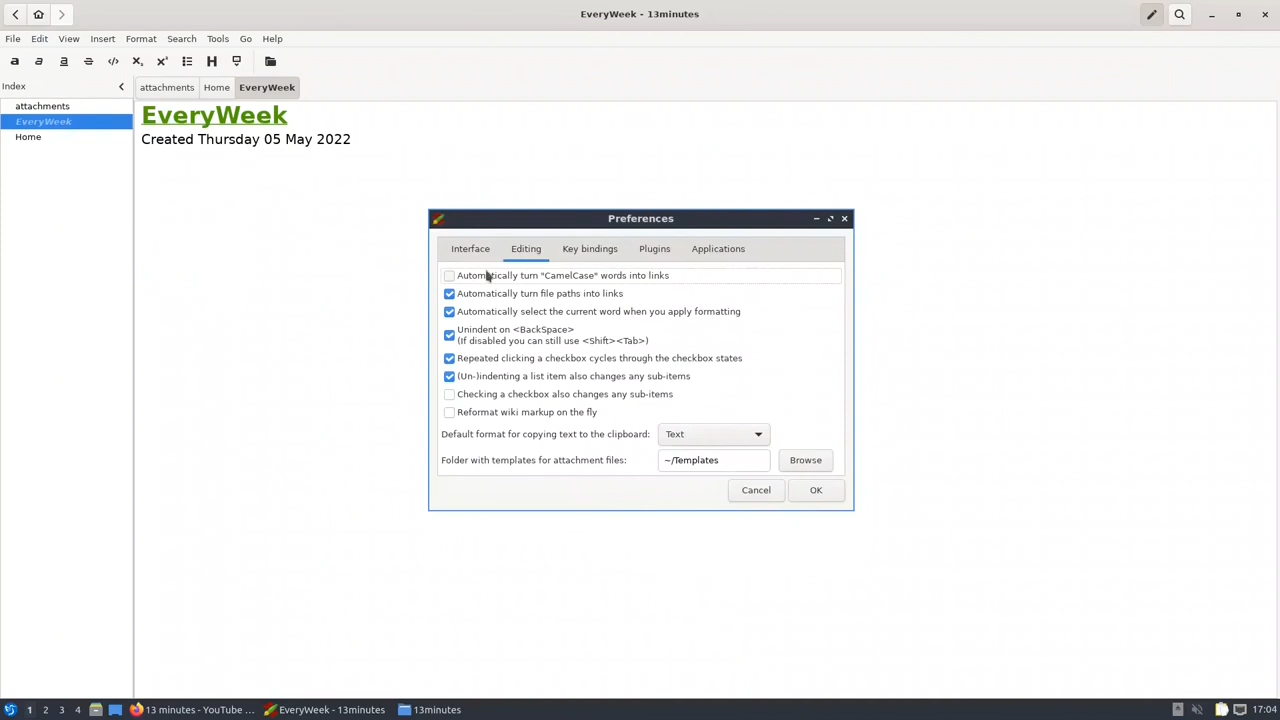 EveryWeek - 13minutes
File Edit View Insert Format Search Tools Go Help
Index
attachments Home EveryWeek
attachments
EveryWeek
Home
EveryWeek
Created Thursday 05 May 2022
Preferences
Interface Editing Key bindings Plugins Applications
Automatically turn "CamelCase" words into links
Automatically turn file paths into links
Automatically select the current word when you apply formatting
Unindent on <BackSpace>
(If disabled you can still use <Shift><Tab>)
Repeated clicking a checkbox cycles through the checkbox states
(Un-)indenting a list item also changes any sub-items
Checking a checkbox also changes any sub-items
Reformat wiki markup on the fly
Default format for copying text to the clipboard: Text
Folder with templates for attachment files: ~/Templates Browse
Cancel OK
1 2 3 4 13 minutes - YouTube ... EveryWeek - 13minutes 13minutes 17:04